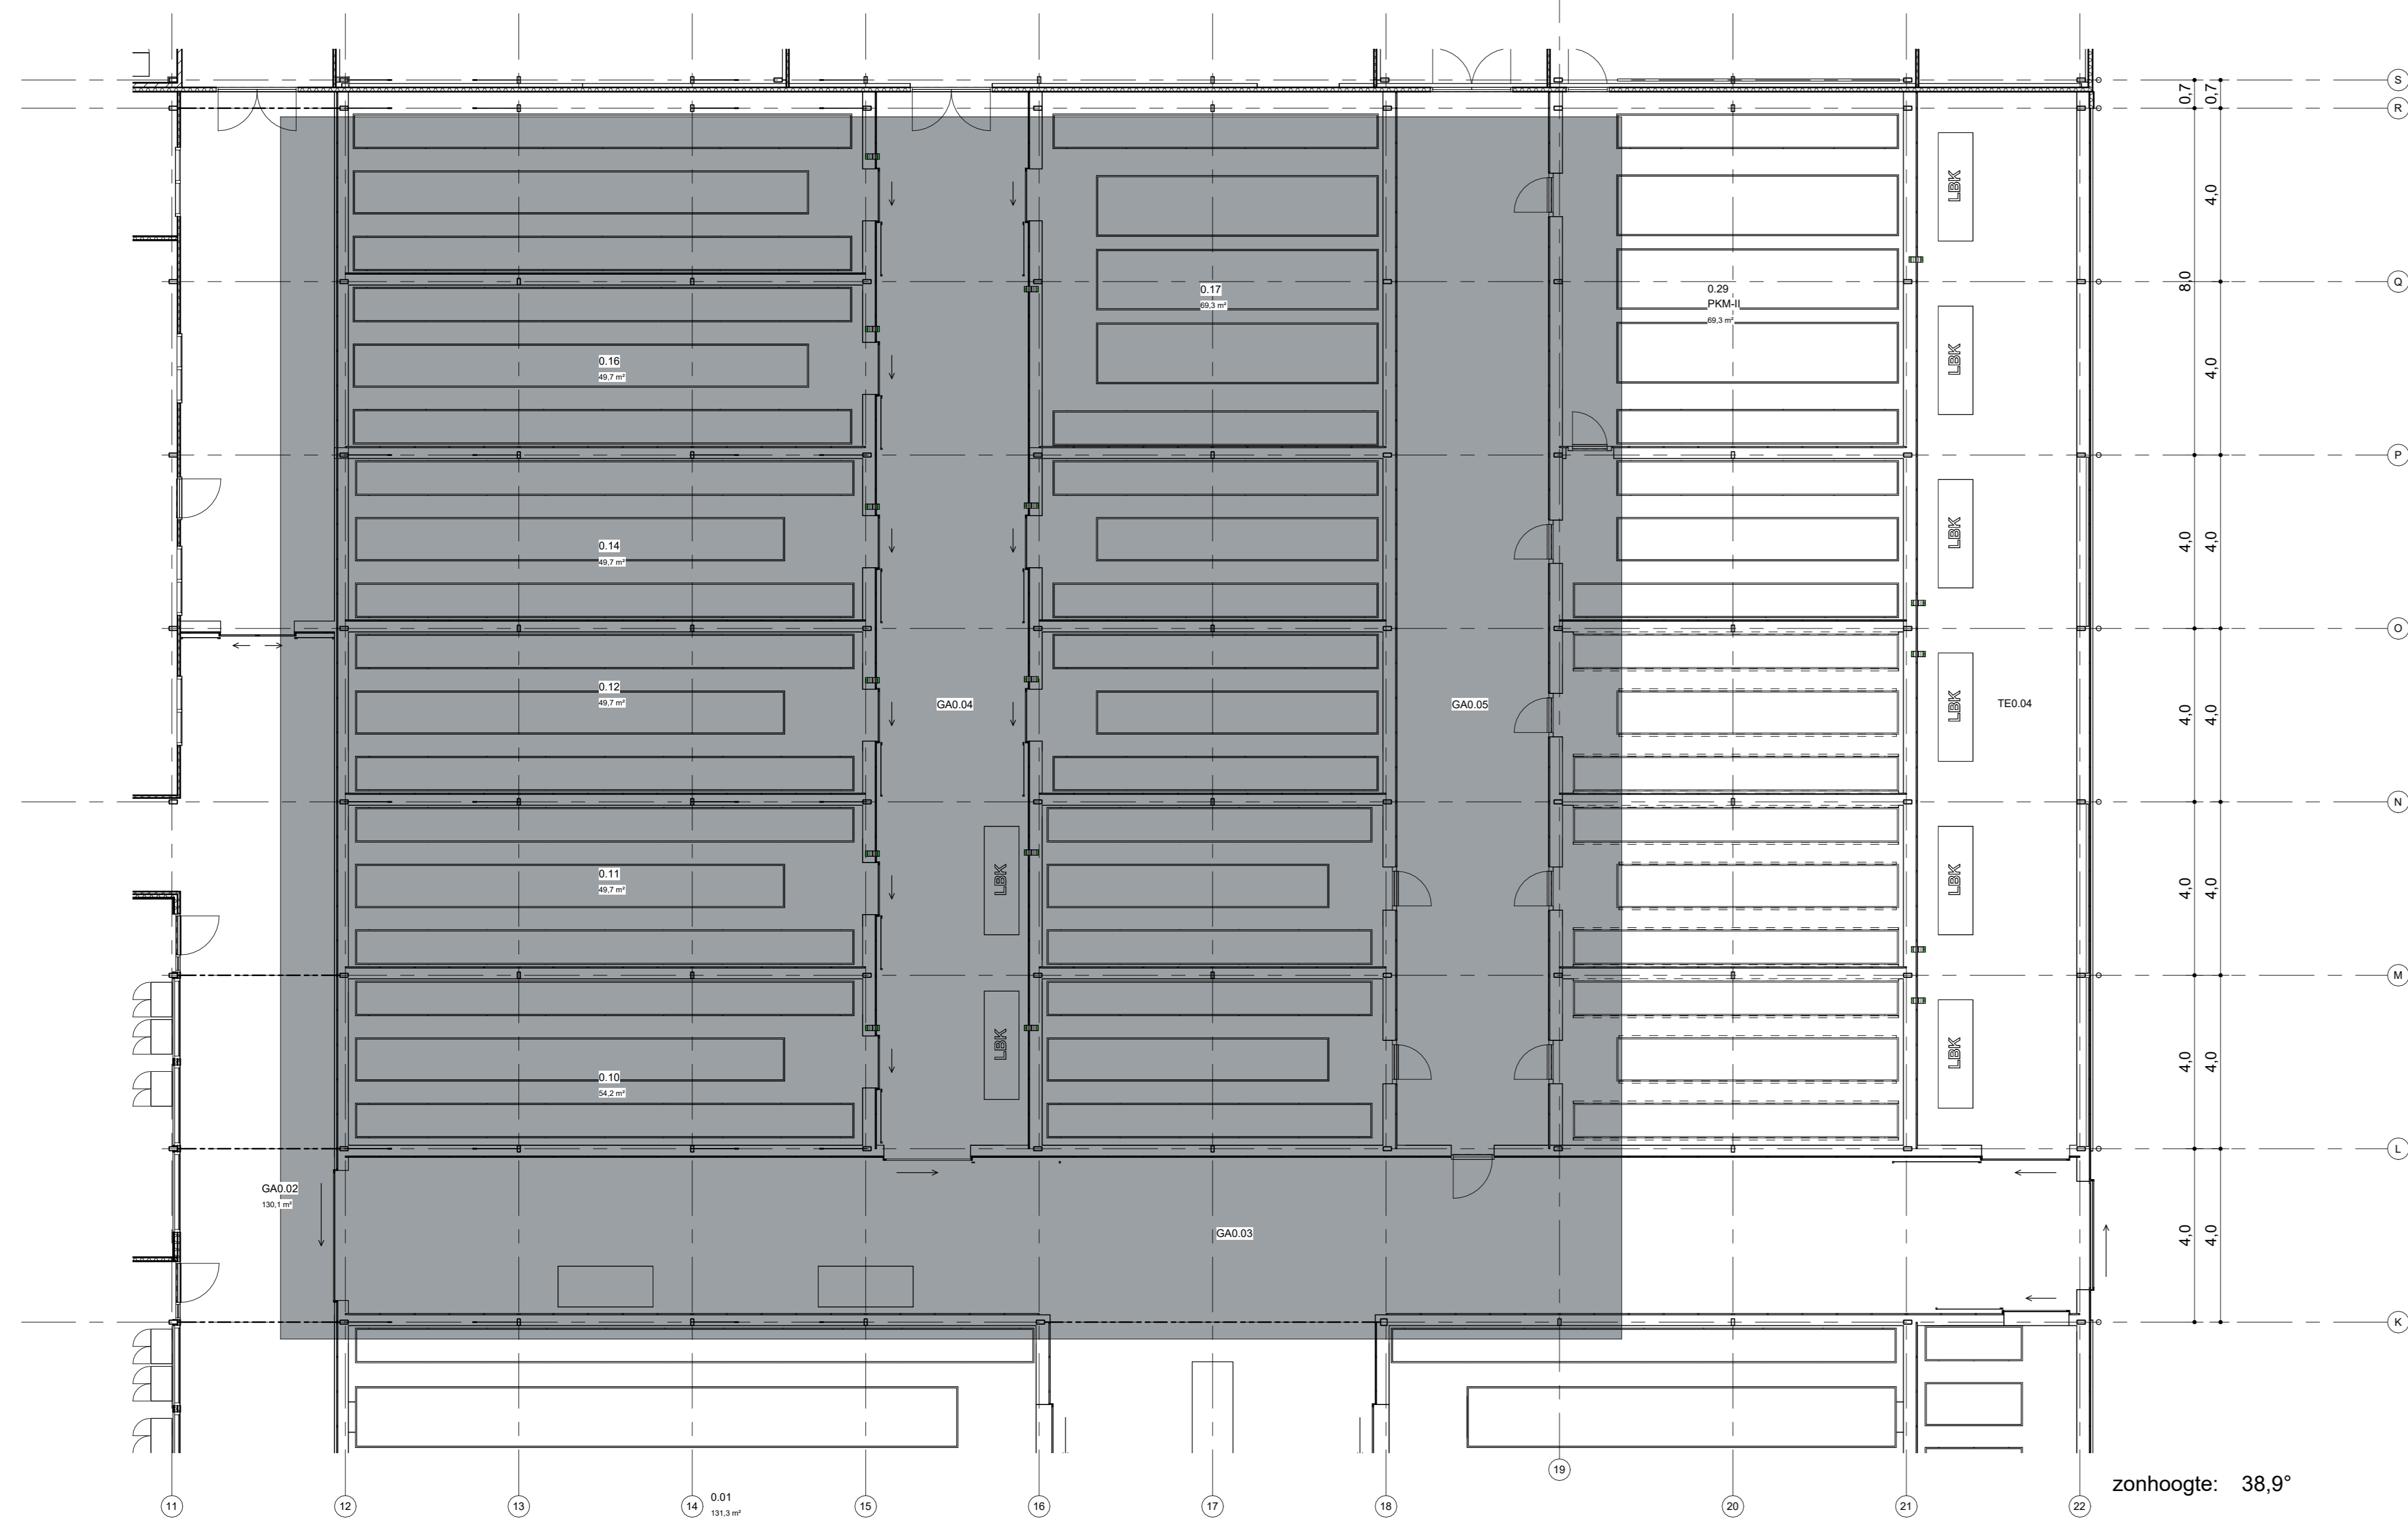 S
0,7 0,7
R
LBK
4,0
8,0
0.17
69,3 m²
0.29
PKM-II
69,3 m²
Q
0.16
49,7 m²
LBK
4,0
P
LBK
0.14
49,7 m²
4,0 4,0
O
0.12
49,7 m²
GA0.04
GA0.05
LBK
TE0.04
4,0 4,0
N
0.11
49,7 m²
LBK
LBK
4,0 4,0
M
0.10
54,2 m²
LBK
LBK
4,0 4,0
L
GA0.02
130,1 m²
GA0.03
4,0 4,0
K
19
zonhoogte: 38,9°
11 12 13 14 15 16 17 18 20 21 22
0.01
131,3 m²